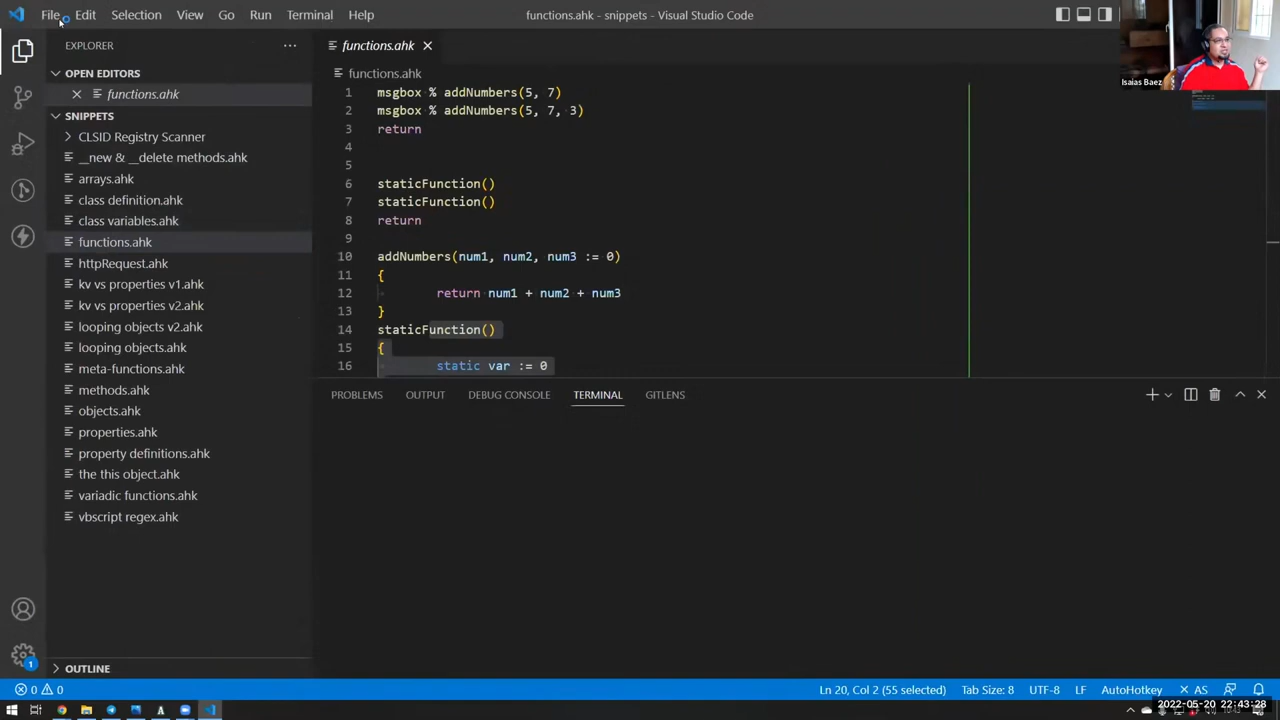 File Edit Selection View Go Run Terminal Help functions.ahk - snippets - Visual Studio Code
EXPLORER
functions.ahk
Isaias Baez
OPEN EDITORS
functions.ahk
SNIPPETS
CLSID Registry Scanner
__new & __delete methods.ahk
arrays.ahk
class definition.ahk
class variables.ahk
functions.ahk
httpRequest.ahk
kv vs properties v1.ahk
kv vs properties v2.ahk
looping objects v2.ahk
looping objects.ahk
meta-functions.ahk
methods.ahk
objects.ahk
properties.ahk
property definitions.ahk
the this object.ahk
variadic functions.ahk
vbscript regex.ahk
OUTLINE
functions.ahk
1 msgbox % addNumbers(5, 7)
2 msgbox % addNumbers(5, 7, 3)
3 return
4
5
6 staticFunction()
7 staticFunction()
8 return
9
10 addNumbers(num1, num2, num3 := 0)
11 {
12 return num1 + num2 + num3
13 }
14 staticFunction()
15 {
16 static var := 0
PROBLEMS OUTPUT DEBUG CONSOLE TERMINAL GITLENS
1
0 0 Ln 20, Col 2 (55 selected) Tab Size: 8 UTF-8 LF AutoHotkey AS
2022-05-20 22:43:28